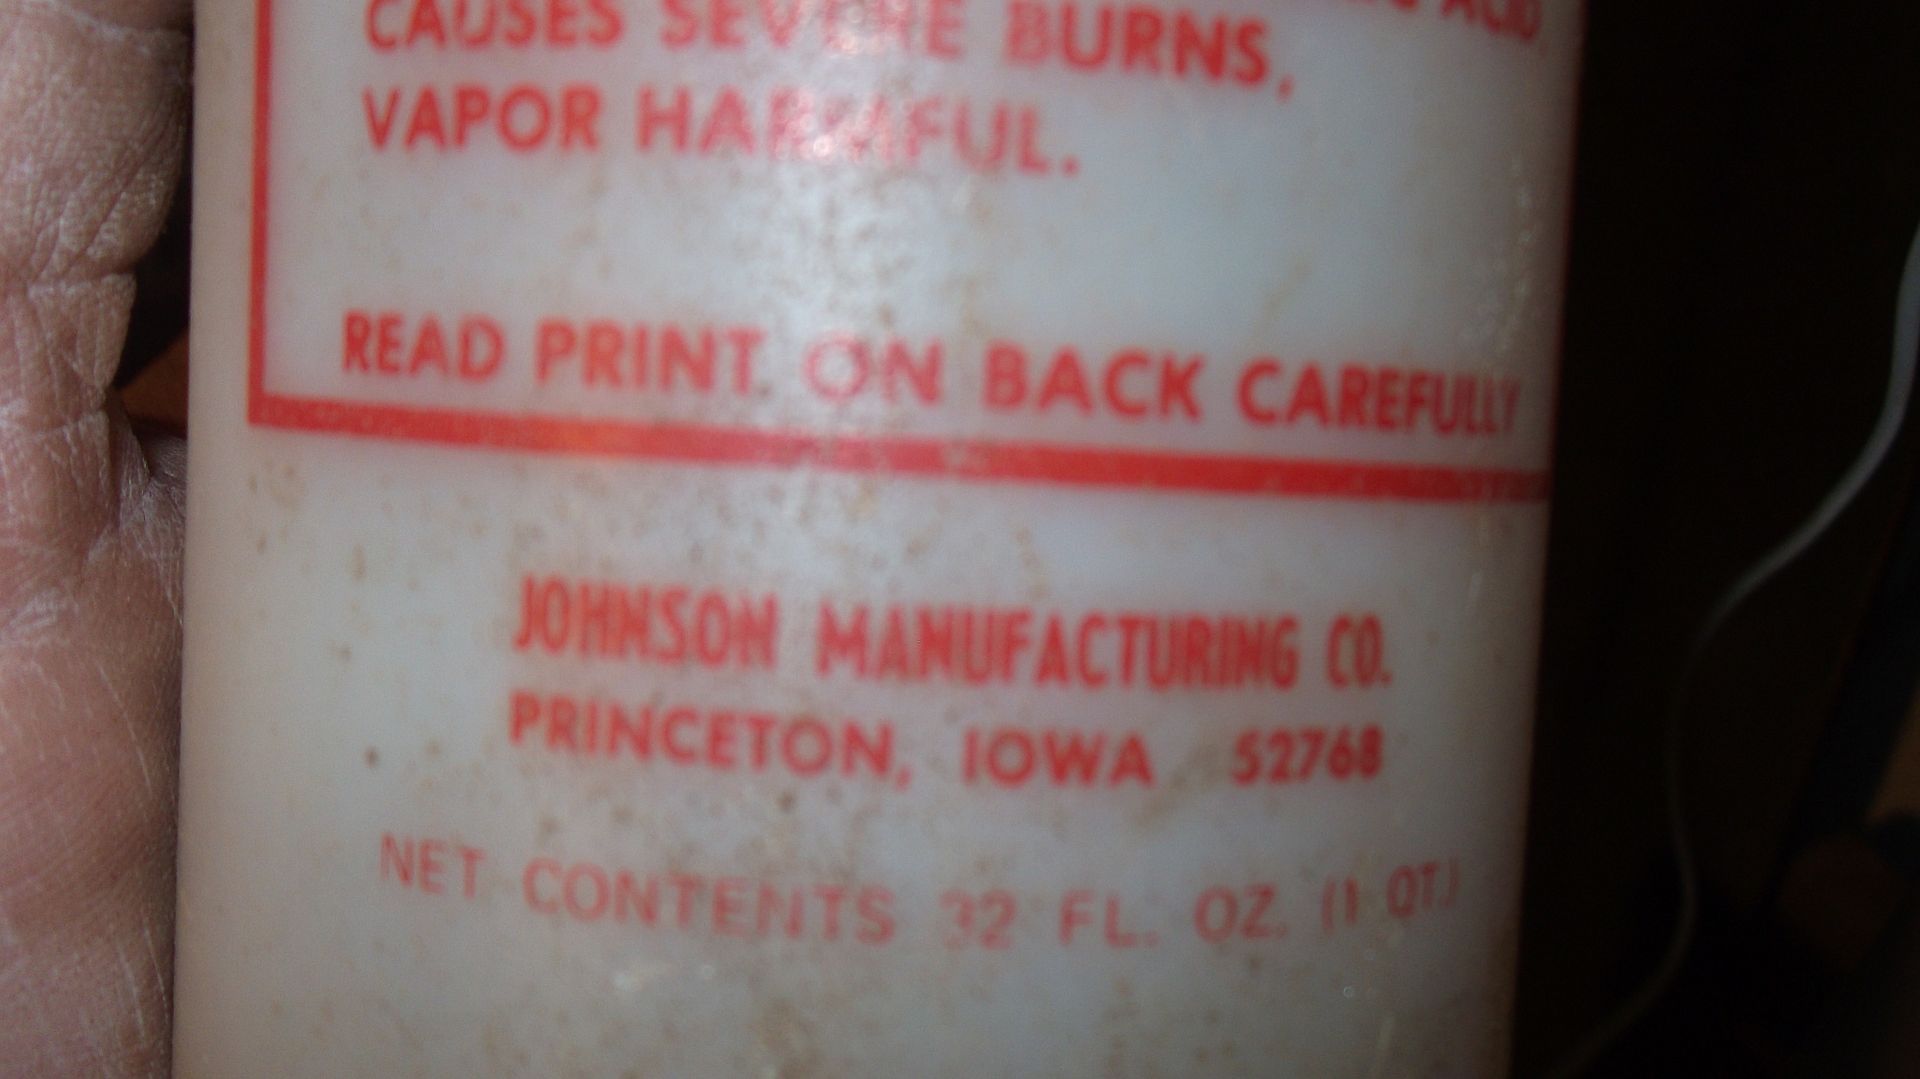 ACID
CAUSES SEVERE BURNS,
VAPOR HARMFUL.
READ PRINT ON BACK CAREFULLY
JOHNSON MANUFACTURING CO.
PRINCETON, IOWA 52768
NET CONTENTS 32 FL. OZ. (1 QT.)